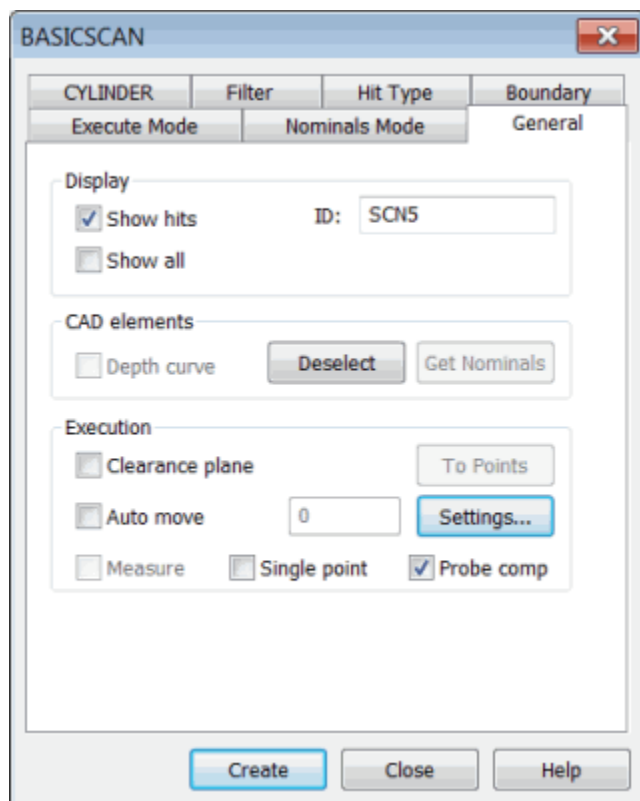 BASICSCAN
CYLINDER Filter Hit Type Boundary
Execute Mode Nominals Mode General
Display
Show hits ID: SCN5
Show all
CAD elements
Depth curve Deselect Get Nominals
Execution
Clearance plane To Points
Auto move 0 Settings...
Measure Single point Probe comp
Create Close Help